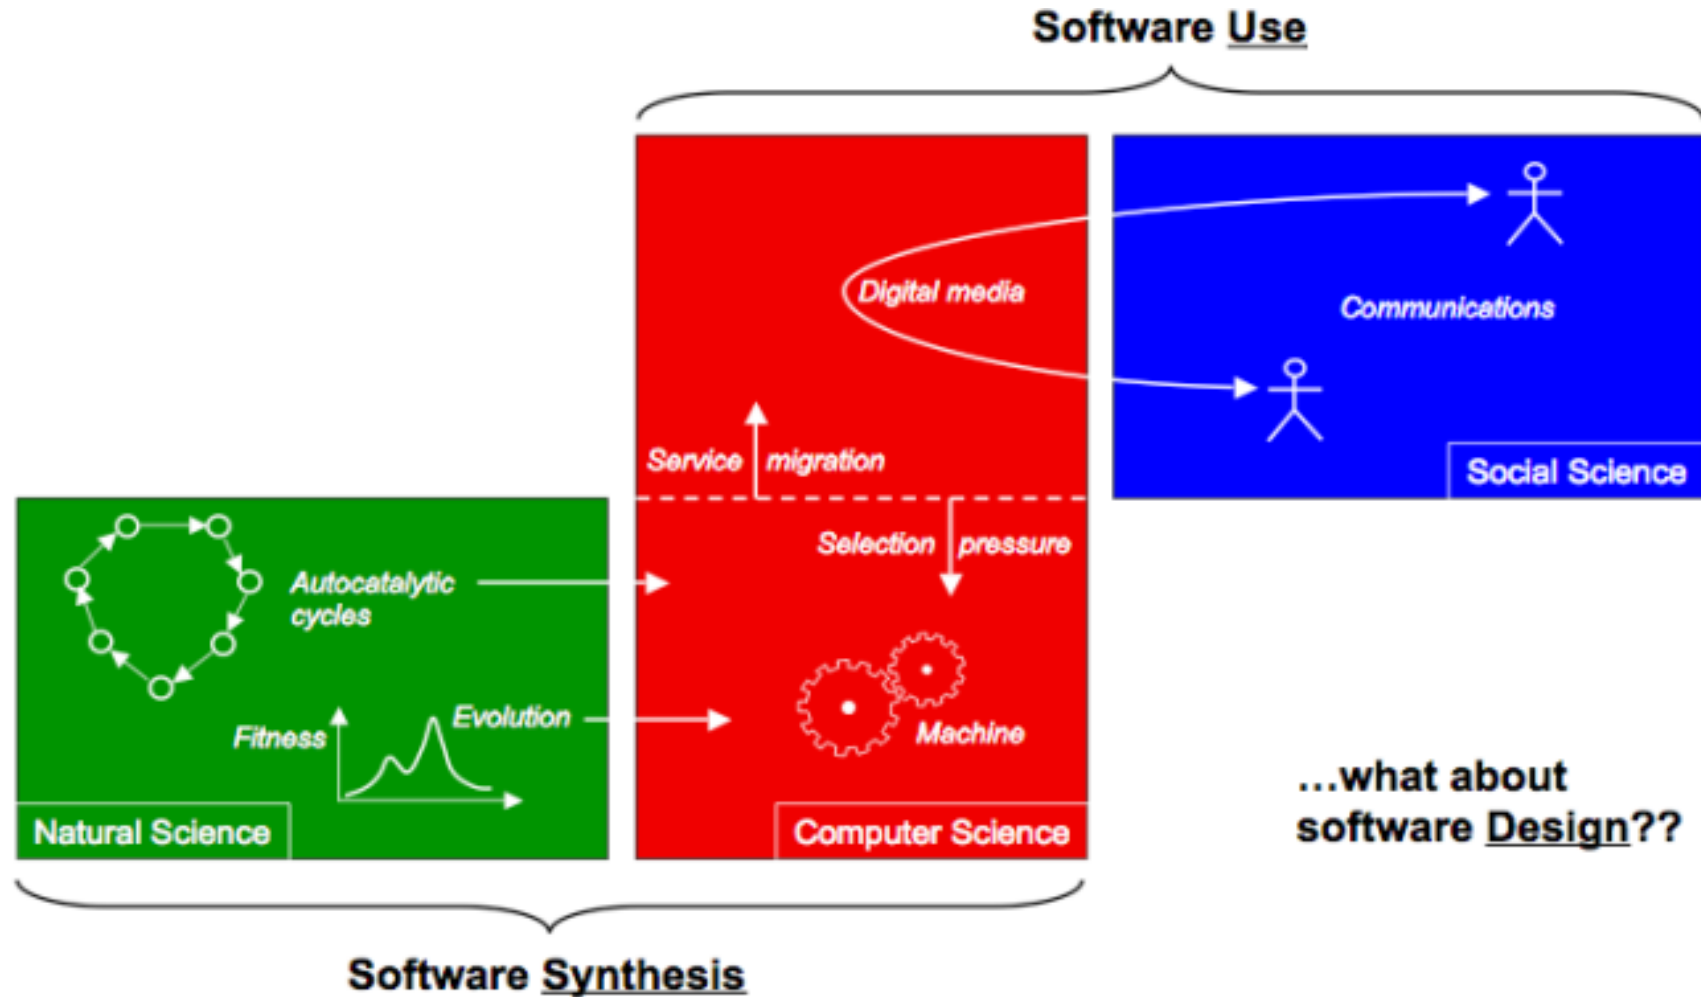 Software Use
Digital media
Communications
Service migration
Social Science
Selection pressure
Autocatalytic
cycles
Evolution
Fitness
Machine
…what about
software Design??
Natural Science
Computer Science
Software Synthesis